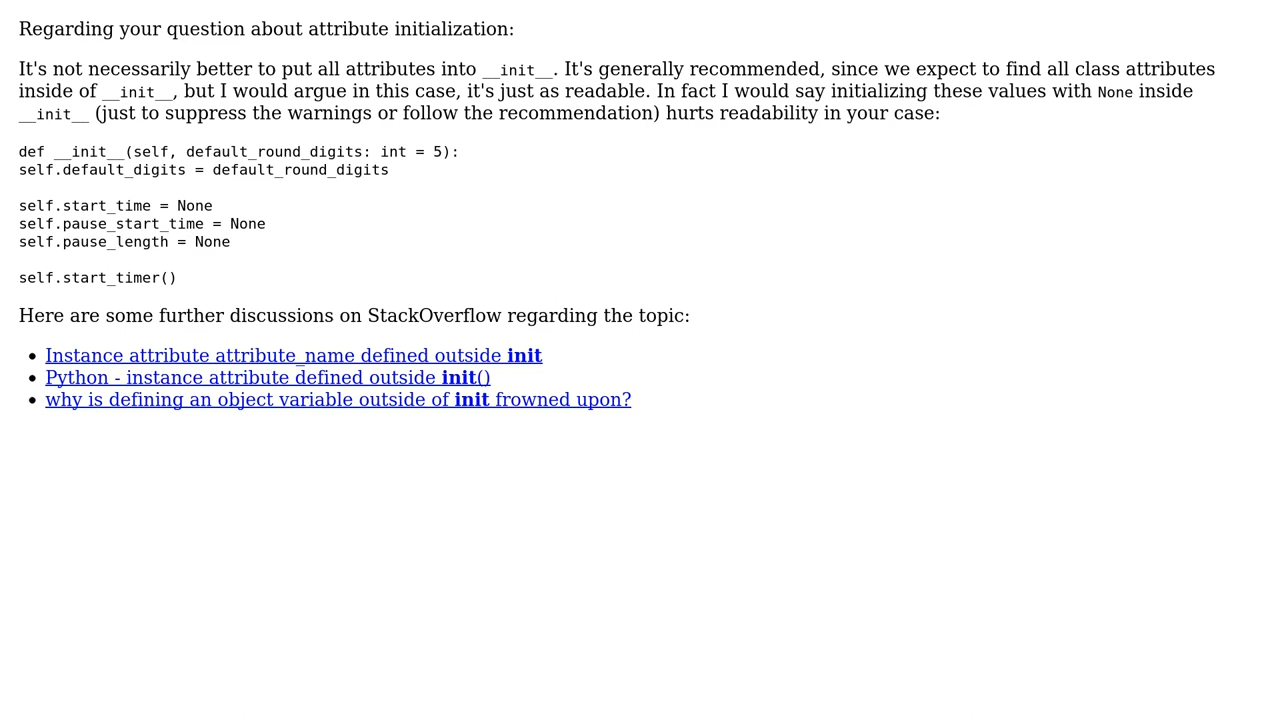 Regarding your question about attribute initialization:
It's not necessarily better to put all attributes into __init__. It's generally recommended, since we expect to find all class attributes
inside of __init__, but I would argue in this case, it's just as readable. In fact I would say initializing these values with None inside
__init__ (just to suppress the warnings or follow the recommendation) hurts readability in your case:
def __init__(self, default_round_digits: int = 5):
self.default_digits = default_round_digits
self.start_time = None
self.pause_start_time = None
self.pause_length = None
self.start_timer()
Here are some further discussions on StackOverflow regarding the topic:
• Instance attribute attribute_name defined outside init
• Python - instance attribute defined outside init()
• why is defining an object variable outside of init frowned upon?